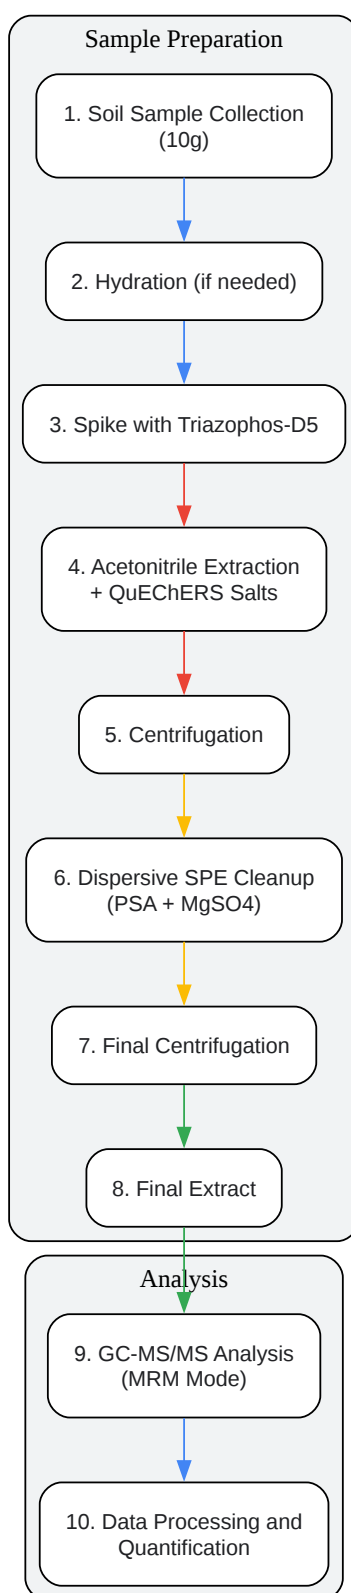 Sample Preparation
1. Soil Sample Collection
(10g)
2. Hydration (if needed)
3. Spike with Triazophos-D5
4. Acetonitrile Extraction
+ QuEChERS Salts
5. Centrifugation
6. Dispersive SPE Cleanup
(PSA + MgSO4)
7. Final Centrifugation
8. Final Extract
Analysis
9. GC-MS/MS Analysis
(MRM Mode)
10. Data Processing and
Quantification